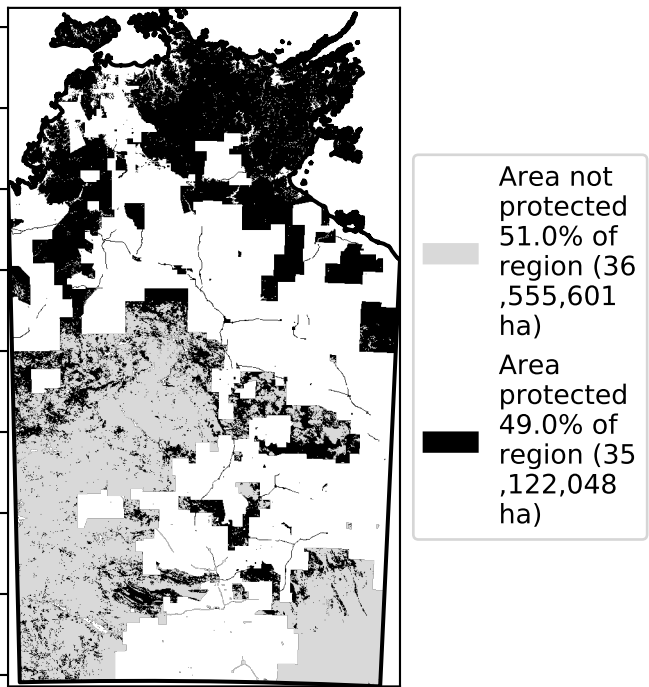 Area not
protected
51.0% of
region (36
,555,601
ha)
Area
protected
49.0% of
region (35
,122,048
ha)